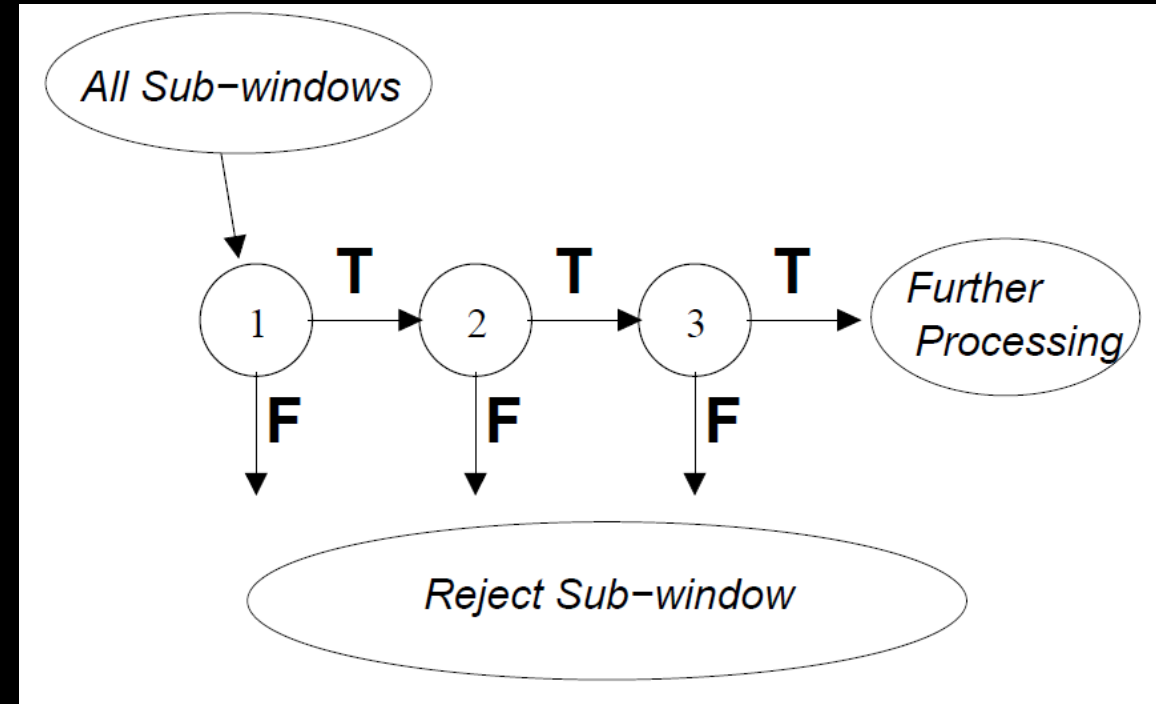 All Sub−windows
T
T
T
1
2
3
Further
Processing
F
F
F
Reject Sub−window